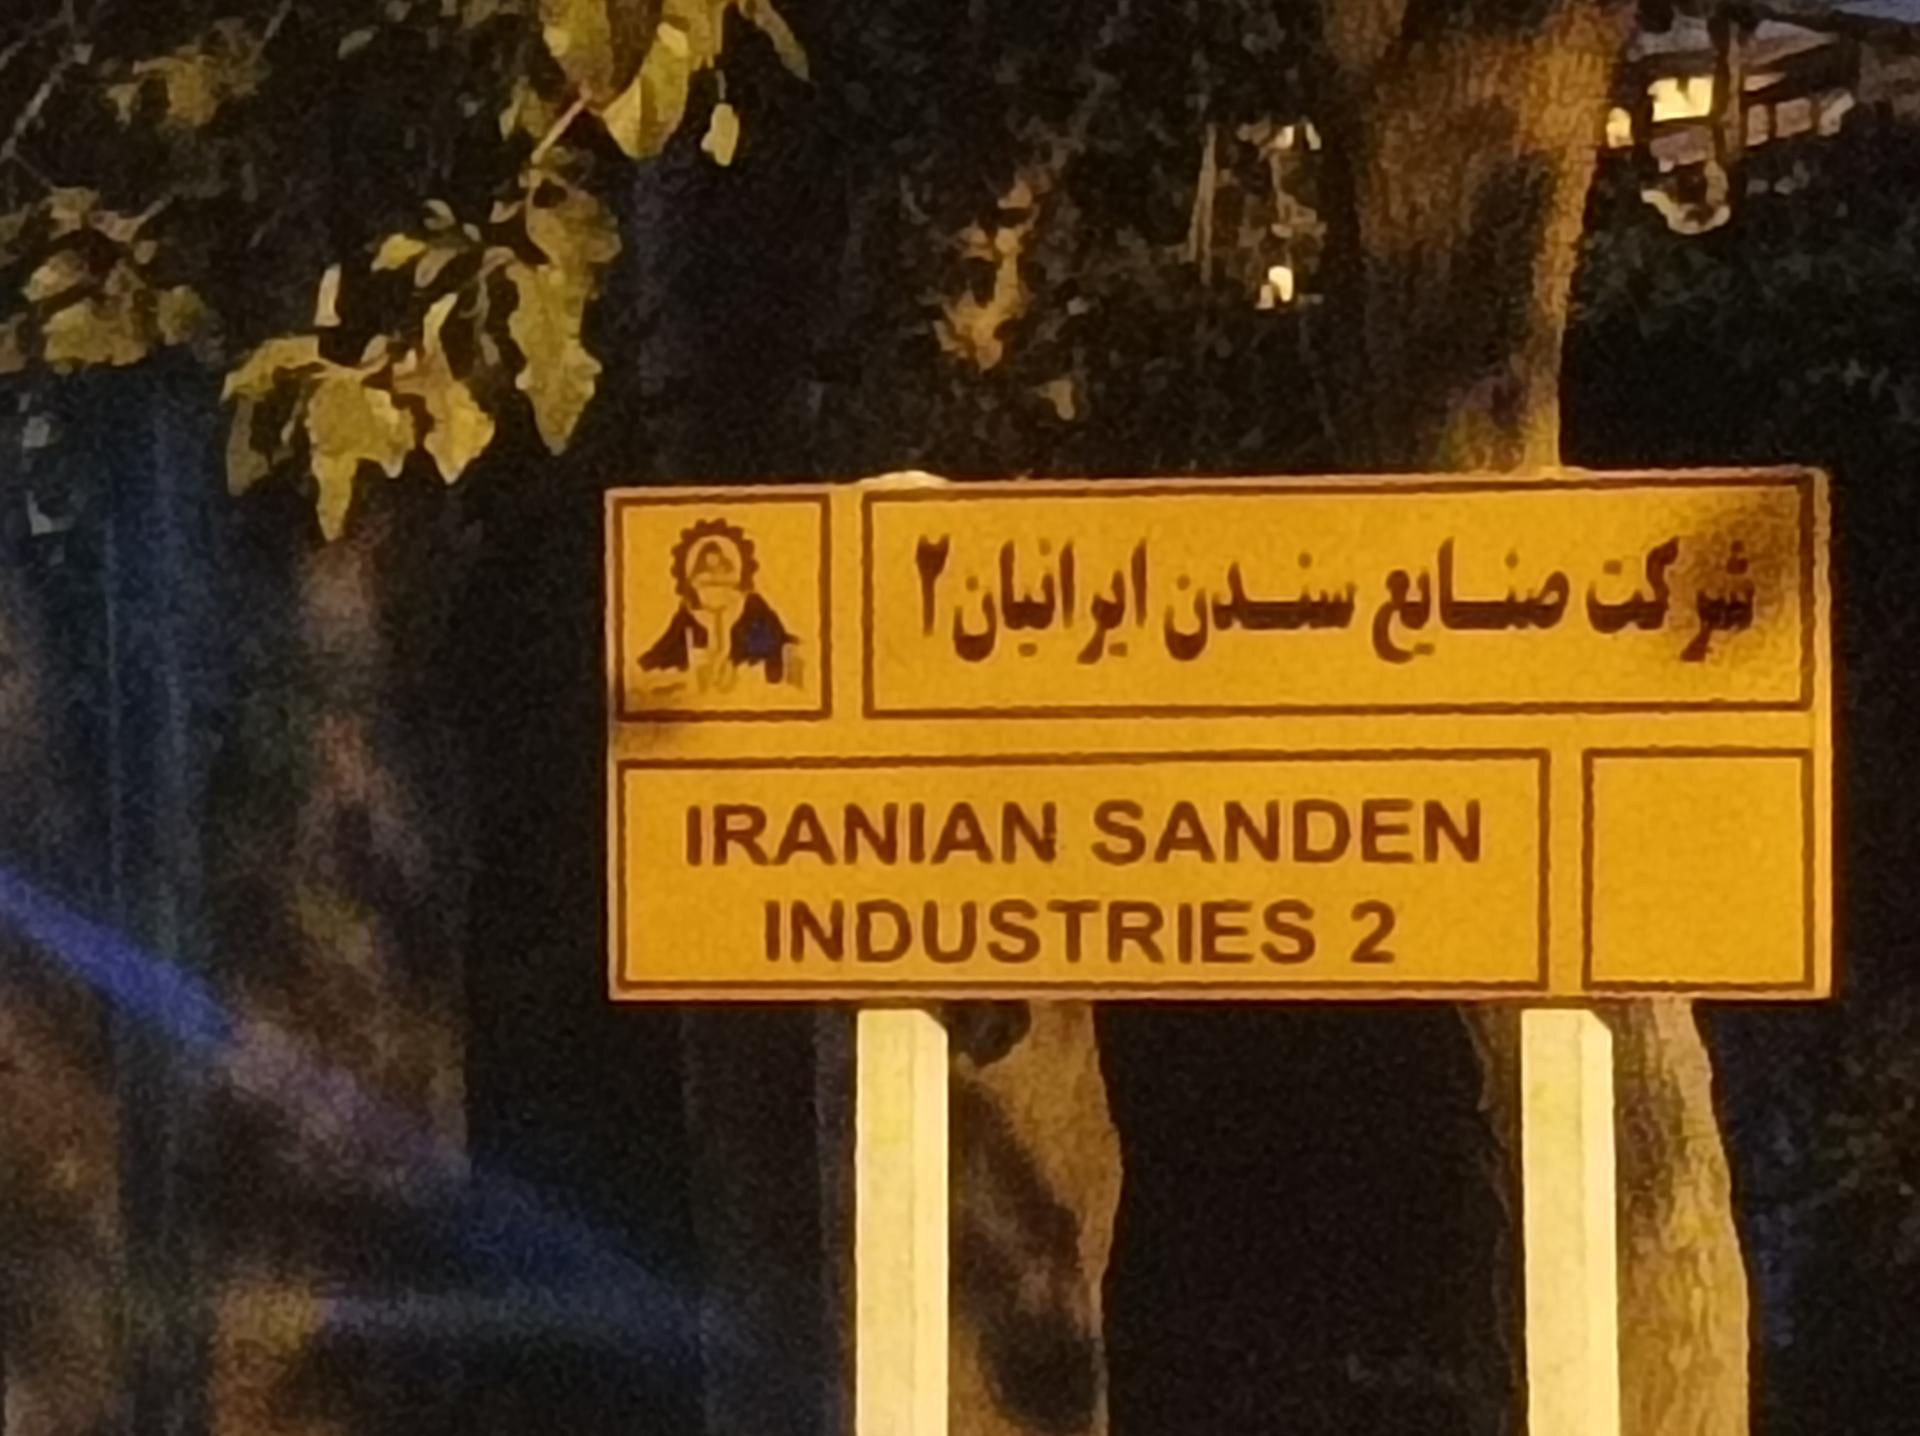 شرکت صنایع سندن ایرانیان ۲
IRANIAN SANDEN
INDUSTRIES 2